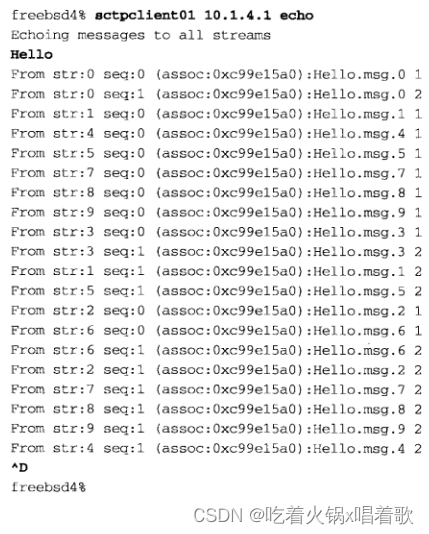 freebsd4% sctpclient01 10.1.4.1 echo
Echoing messages to all streams
Hello
From str:0 seq:0 (assoc:0xc99e15a0):Hello.msg.0 1
From str:0 seq:1 (assoc:0xc99e15a0):Hello.msg.0 2
From str:1 seq:0 (assoc:0xc99e15a0):Hello.msg.1 1
From str:4 seq:0 (assoc:0xc99e15a0):Hello.msg.4 1
From str:5 seq:0 (assoc:0xc99e15a0):Hello.msg.5 1
From str:7 seq:0 (assoc:0xc99e15a0):Hello.msg.7 1
From str:8 seq:0 (assoc:0xc99e15a0):Hello.msg.8 1
From str:9 seq:0 (assoc:0xc99e15a0):Hello.msg.9 1
From str:3 seq:0 (assoc:0xc99e15a0):Hello.msg.3 1
From str:3 seq:1 (assoc:0xc99e15a0):Hello.msg.3 2
From str:1 seq:1 (assoc:0xc99e15a0):Hello.msg.1 2
From str:5 seq:1 (assoc:0xc99e15a0):Hello.msg.5 2
From str:2 seq:0 (assoc:0xc99e15a0):Hello.msg.2 1
From str:6 seq:0 (assoc:0xc99e15a0):Hello.msg.6 1
From str:6 seq:1 (assoc:0xc99e15a0):Hello.msg.6 2
From str:2 seq:1 (assoc:0xc99e15a0):Hello.msg.2 2
From str:7 seq:1 (assoc:0xc99e15a0):Hello.msg.7 2
From str:8 seq:1 (assoc:0xc99e15a0):Hello.msg.8 2
From str:9 seq:1 (assoc:0xc99e15a0):Hello.msg.9 2
From str:4 seq:1 (assoc:0xc99e15a0):Hello.msg.4 2
^D
freebsd4%
CSDN @吃着火锅x唱着歌